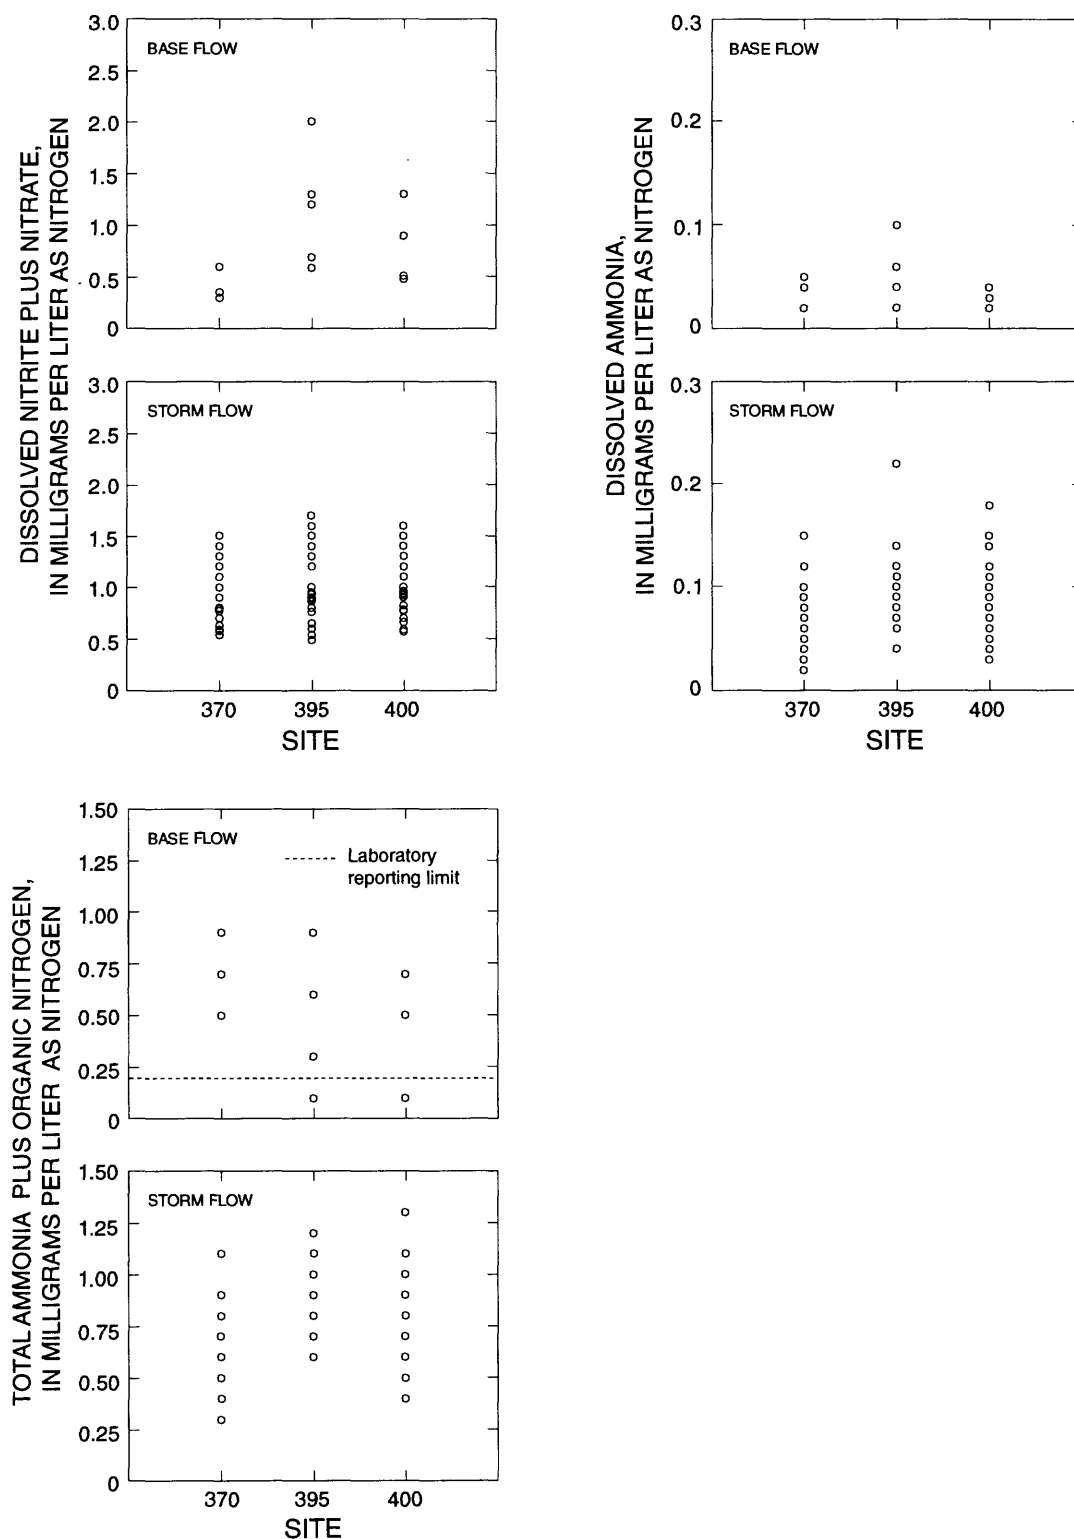 DISSOLVED NITRITE PLUS NITRATE,
IN MILLIGRAMS PER LITER AS NITROGEN
3.0
2.5
2.0
1.5
1.0
0.5
0
BASE FLOW
3.0
2.5
2.0
1.5
1.0
0.5
0
STORM FLOW
370 395 400
SITE
DISSOLVED AMMONIA,
IN MILLIGRAMS PER LITER AS NITROGEN
0.3
0.2
0.1
0
BASE FLOW
0.3
0.2
0.1
0
STORM FLOW
370 395 400
SITE
TOTAL AMMONIA PLUS ORGANIC NITROGEN,
IN MILLIGRAMS PER LITER AS NITROGEN
1.50
1.25
1.00
0.75
0.50
0.25
0
BASE FLOW
Laboratory
reporting limit
1.50
1.25
1.00
0.75
0.50
0.25
0
STORM FLOW
370 395 400
SITE